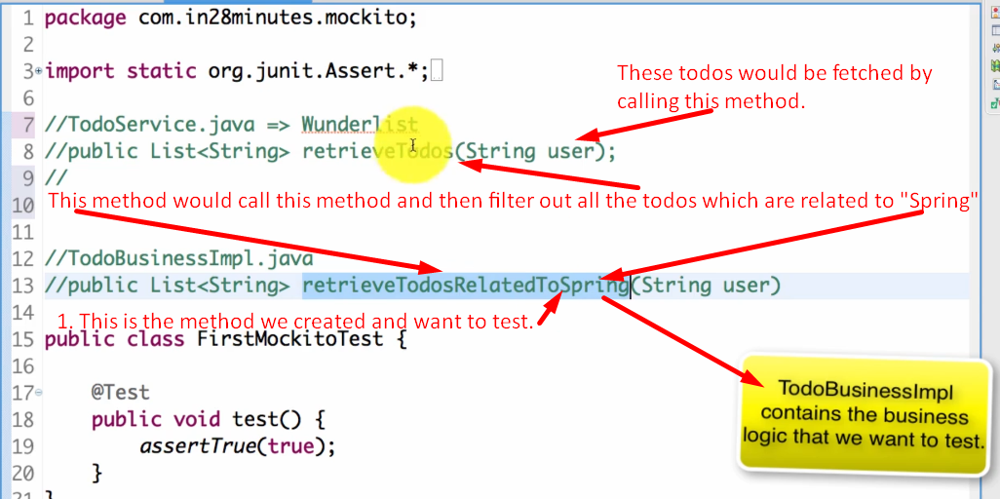 1 package com.in28minutes.mockito;
2
3 import static org.junit.Assert.*;
These todos would be fetched by
calling this method.
6
7 //TodoService.java => Wunderlist
8 //public List<String> retrieveTodos(String user);
9 //
10 This method would call this method and then filter out all the todos which are related to "Spring"
11
12 //TodoBusinessImpl.java
13 //public List<String> retrieveTodosRelatedToSpring(String user)
14
1. This is the method we created and want to test.
15 public class FirstMockitoTest {
16
17 @Test
18 public void test() {
19 assertTrue(true);
20 }
21 }
TodoBusinessImpl
contains the business
logic that we want to test.